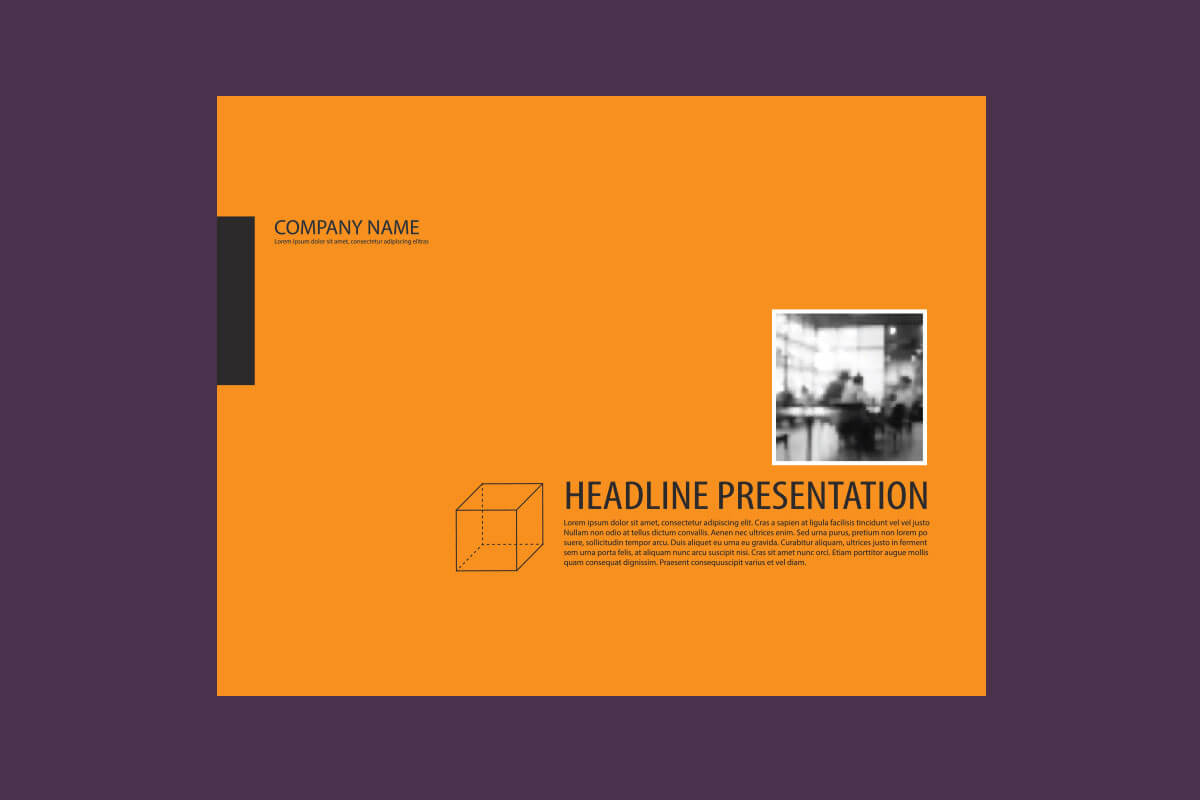 COMPANY NAME
Lorem ipsum dolor sit amet, consectetur adipiscing elitras
HEADLINE PRESENTATION
Lorem ipsum dolor sit amet, consectetur adipiscing elit. Cras a sapien at ligula facilisis tincidunt vel vel justo
Nullam non odio at tellus dictum convallis. Aenen nec ultrices enim. Sed urna purus, pretium non lorem po
suere, sollicitudin tempor arcu. Duis aliquet eu urna eu gravida. Curabitur aliquam, ultrices justo in ferment
sem urna porta felis, at aliquam nunc arcu suscipit nisi. Cras sit amet nunc orci. Etiam porttitor augue mollis
quam consequat dignissim. Praesent consequuscipit varius et vel diam.